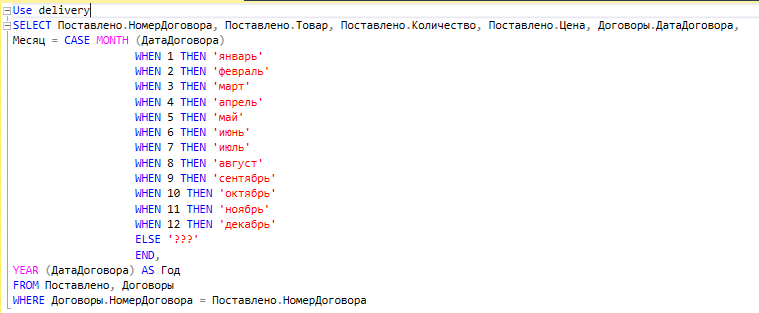 Use delivery
SELECT Поставлено.НомерДоговора, Поставлено.Товар, Поставлено.Количество, Поставлено.Цена, Договоры.ДатаДоговора,
Месяц = CASE MONTH (ДатаДоговора)
WHEN 1 THEN 'январь'
WHEN 2 THEN 'февраль'
WHEN 3 THEN 'март'
WHEN 4 THEN 'апрель'
WHEN 5 THEN 'май'
WHEN 6 THEN 'июнь'
WHEN 7 THEN 'июль'
WHEN 8 THEN 'август'
WHEN 9 THEN 'сентябрь'
WHEN 10 THEN 'октябрь'
WHEN 11 THEN 'ноябрь'
WHEN 12 THEN 'декабрь'
ELSE '???'
END,
YEAR (ДатаДоговора) AS Год
FROM Поставлено, Договоры
WHERE Договоры.НомерДоговора = Поставлено.НомерДоговора